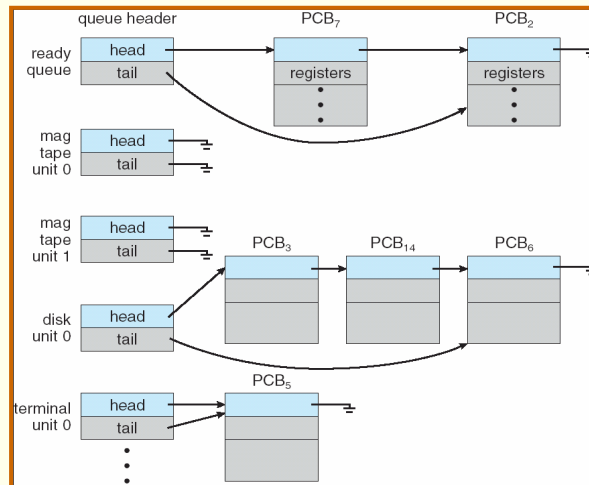 queue header PCB7 PCB2
ready queue
head
tail
registers
registers
mag tape unit 0
head
tail
mag tape unit 1
head
tail
PCB3 PCB14 PCB6
disk unit 0
head
tail
PCB5
terminal unit 0
head
tail